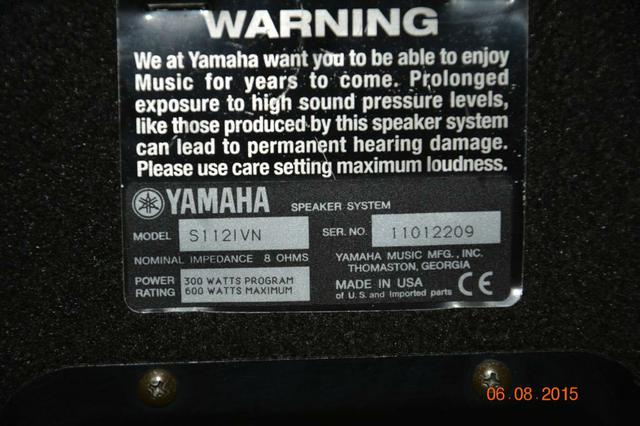 WARNING
We at Yamaha want you to be able to enjoy
Music for years to come. Prolonged
exposure to high sound pressure levels,
like those produced by this speaker system
can lead to permanent hearing damage.
Please use care setting maximum loudness.
YAMAHA SPEAKER SYSTEM
MODEL S112IVN SER. NO. 11012209
NOMINAL IMPEDANCE 8 OHMS
YAMAHA MUSIC MFG., INC.
THOMASTON, GEORGIA
POWER RATING 300 WATTS PROGRAM
600 WATTS MAXIMUM
MADE IN USA
of U.S. and Imported parts
CE
06.08.2015